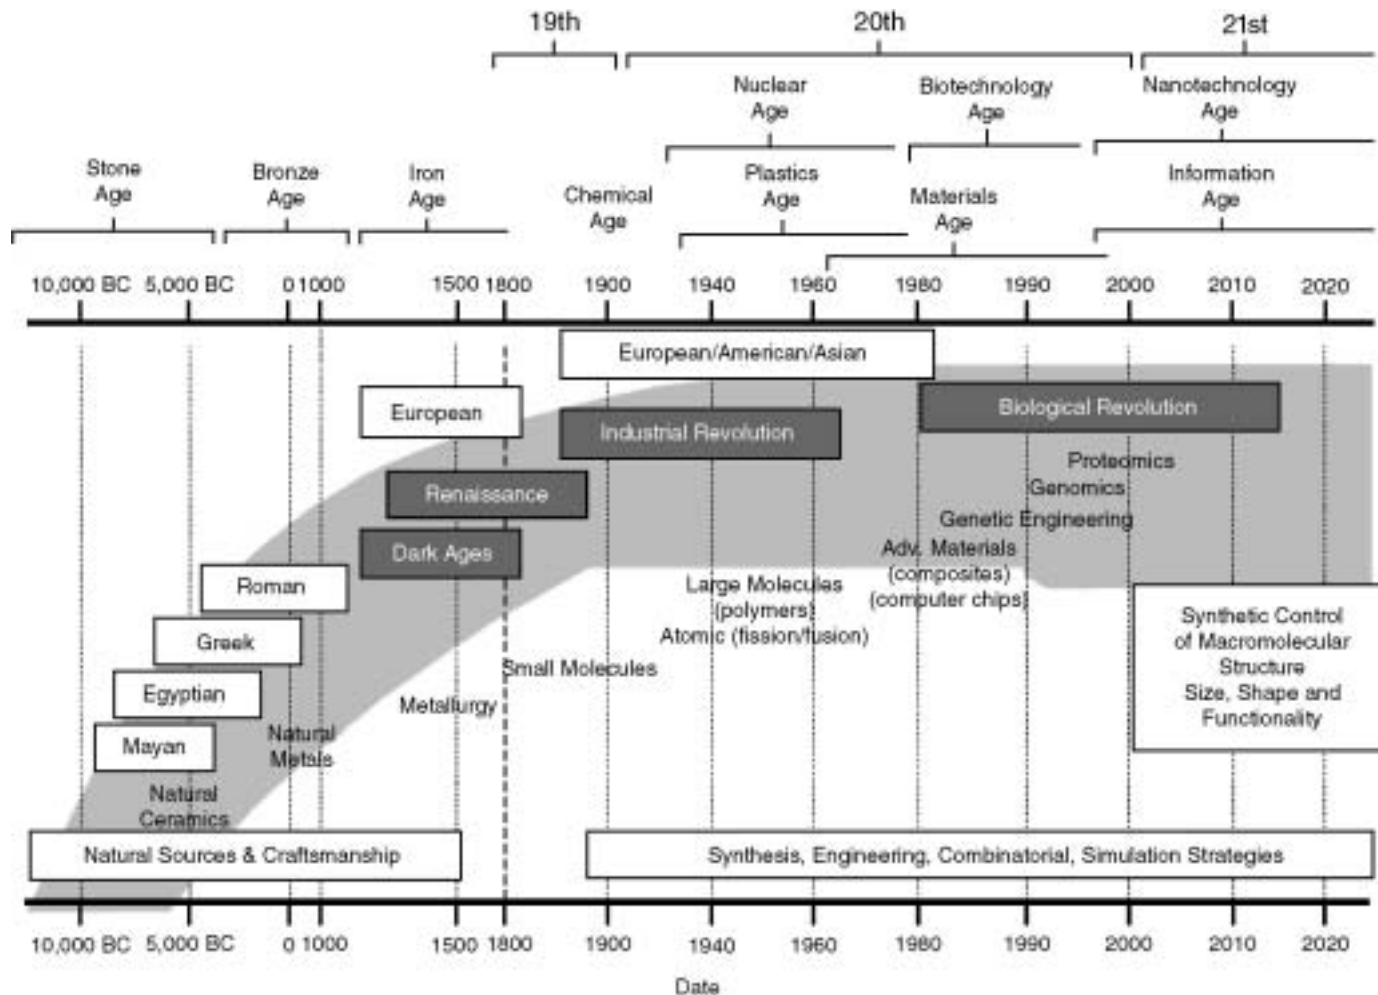 19th
20th
21st
Nuclear
Age
Biotechnology
Age
Nanotechnology
Age
Stone
Age
Bronze
Age
Iron
Age
Chemical
Age
Plastics
Age
Materials
Age
Information
Age
10,000 BC 5,000 BC 0 1000 1500 1800 1900 1940 1960 1980 1990 2000 2010 2020
European/American/Asian
European
Biological Revolution
Industrial Revolution
Renaissance
Dark Ages
Proteomics
Genomics
Genetic Engineering
Adv. Materials
(composites)
(computer chips)
Large Molecules
(polymers)
Atomic (fission/fusion)
Roman
Greek
Egyptian
Mayan
Small Molecules
Metallurgy
Natural
Metals
Natural
Ceramics
Synthetic Control
of Macromolecular
Structure
Size, Shape and
Functionality
Natural Sources & Craftsmanship
Synthesis, Engineering, Combinatorial, Simulation Strategies
10,000 BC 5,000 BC 0 1000 1500 1800 1900 1940 1960 1980 1990 2000 2010 2020
Date